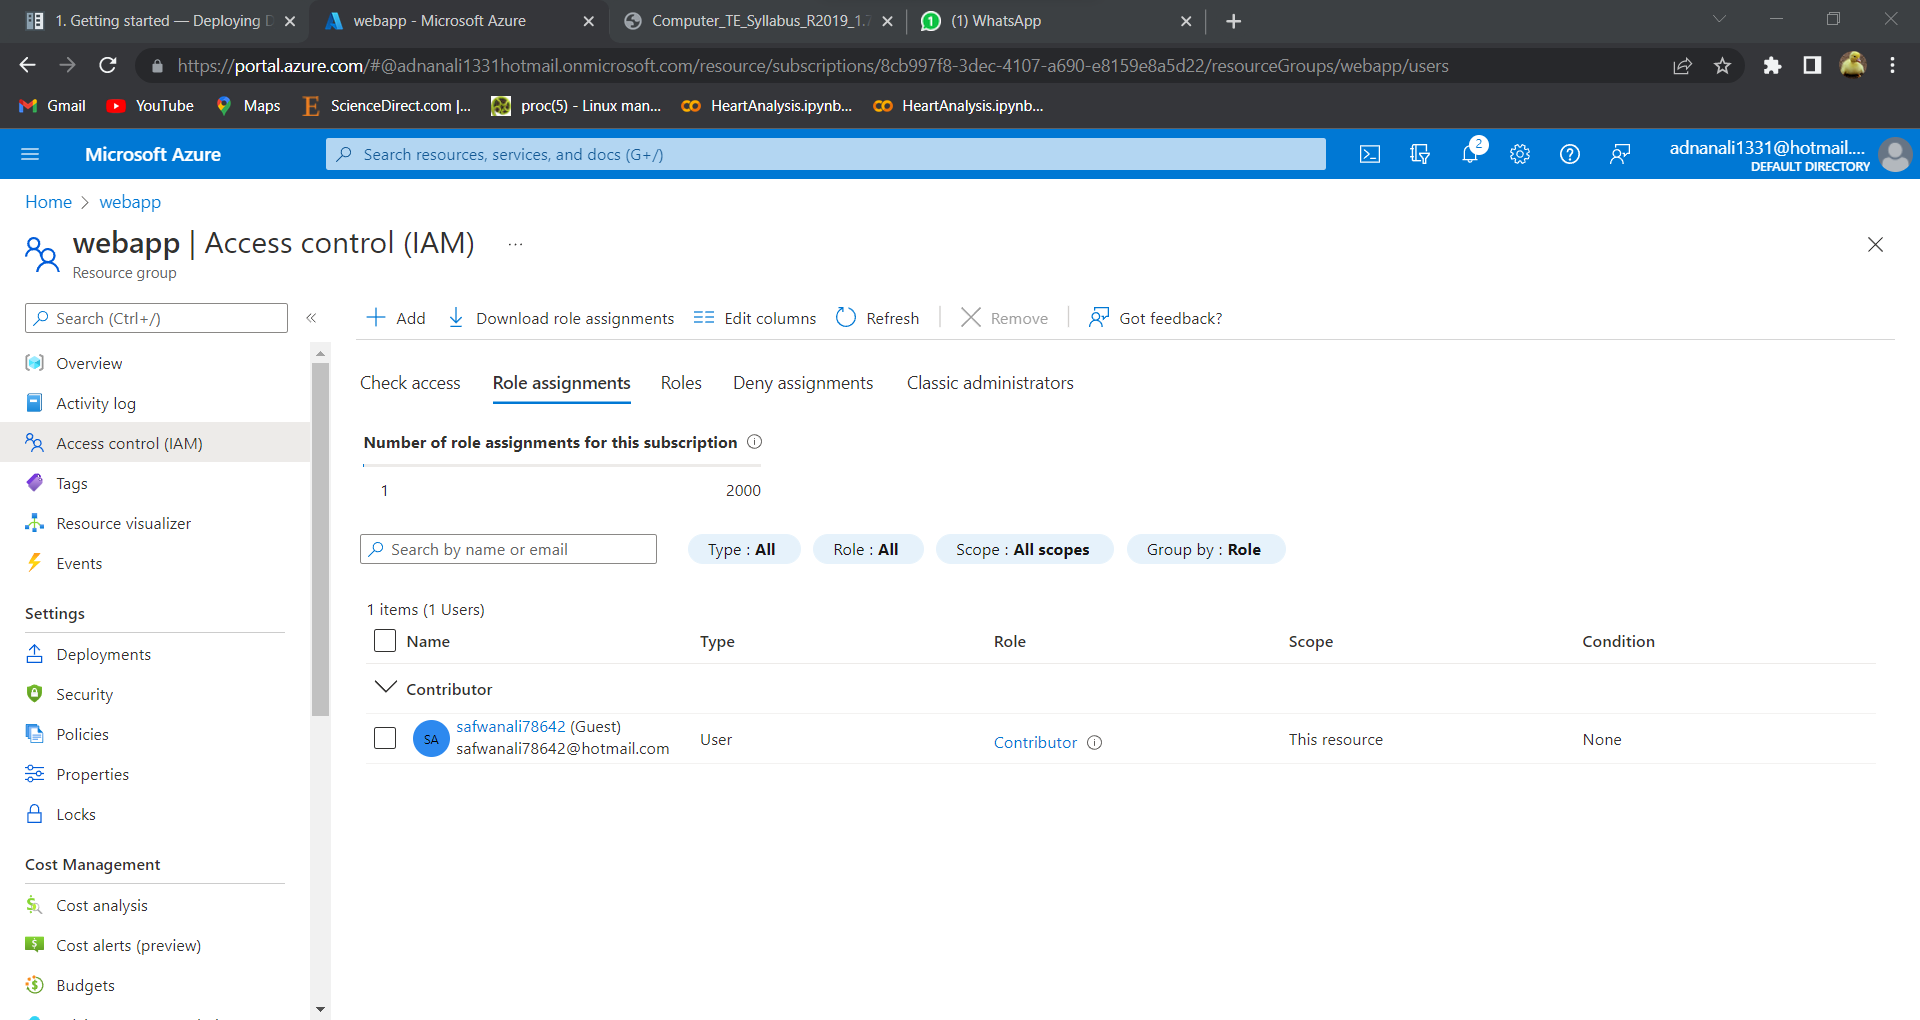 1. Getting started — Deploying D
webapp - Microsoft Azure
Computer_TE_Syllabus_R2019_1.7
(1) WhatsApp
https://portal.azure.com/#@adnanali1331hotmail.onmicrosoft.com/resource/subscriptions/8cb997f8-3dec-4107-a690-e8159e8a5d22/resourceGroups/webapp/users
Gmail
YouTube
Maps
ScienceDirect.com |...
proc(5) - Linux man...
HeartAnalysis.ipynb...
HeartAnalysis.ipynb...
Microsoft Azure
Search resources, services, and docs (G+/)
2
adnanali1331@hotmail....
DEFAULT DIRECTORY
Home > webapp
webapp | Access control (IAM) ...
Resource group
Search (Ctrl+/)
«
Overview
Activity log
Access control (IAM)
Tags
Resource visualizer
Events
Settings
Deployments
Security
Policies
Properties
Locks
Cost Management
Cost analysis
Cost alerts (preview)
Budgets
Add
Download role assignments
Edit columns
Refresh
Remove
Got feedback?
Check access
Role assignments
Roles
Deny assignments
Classic administrators
Number of role assignments for this subscription
1
2000
Search by name or email
Type : All
Role : All
Scope : All scopes
Group by : Role
1 items (1 Users)
Name
Type
Role
Scope
Condition
Contributor
SA
safwanali78642 (Guest)
safwanali78642@hotmail.com
User
Contributor
This resource
None